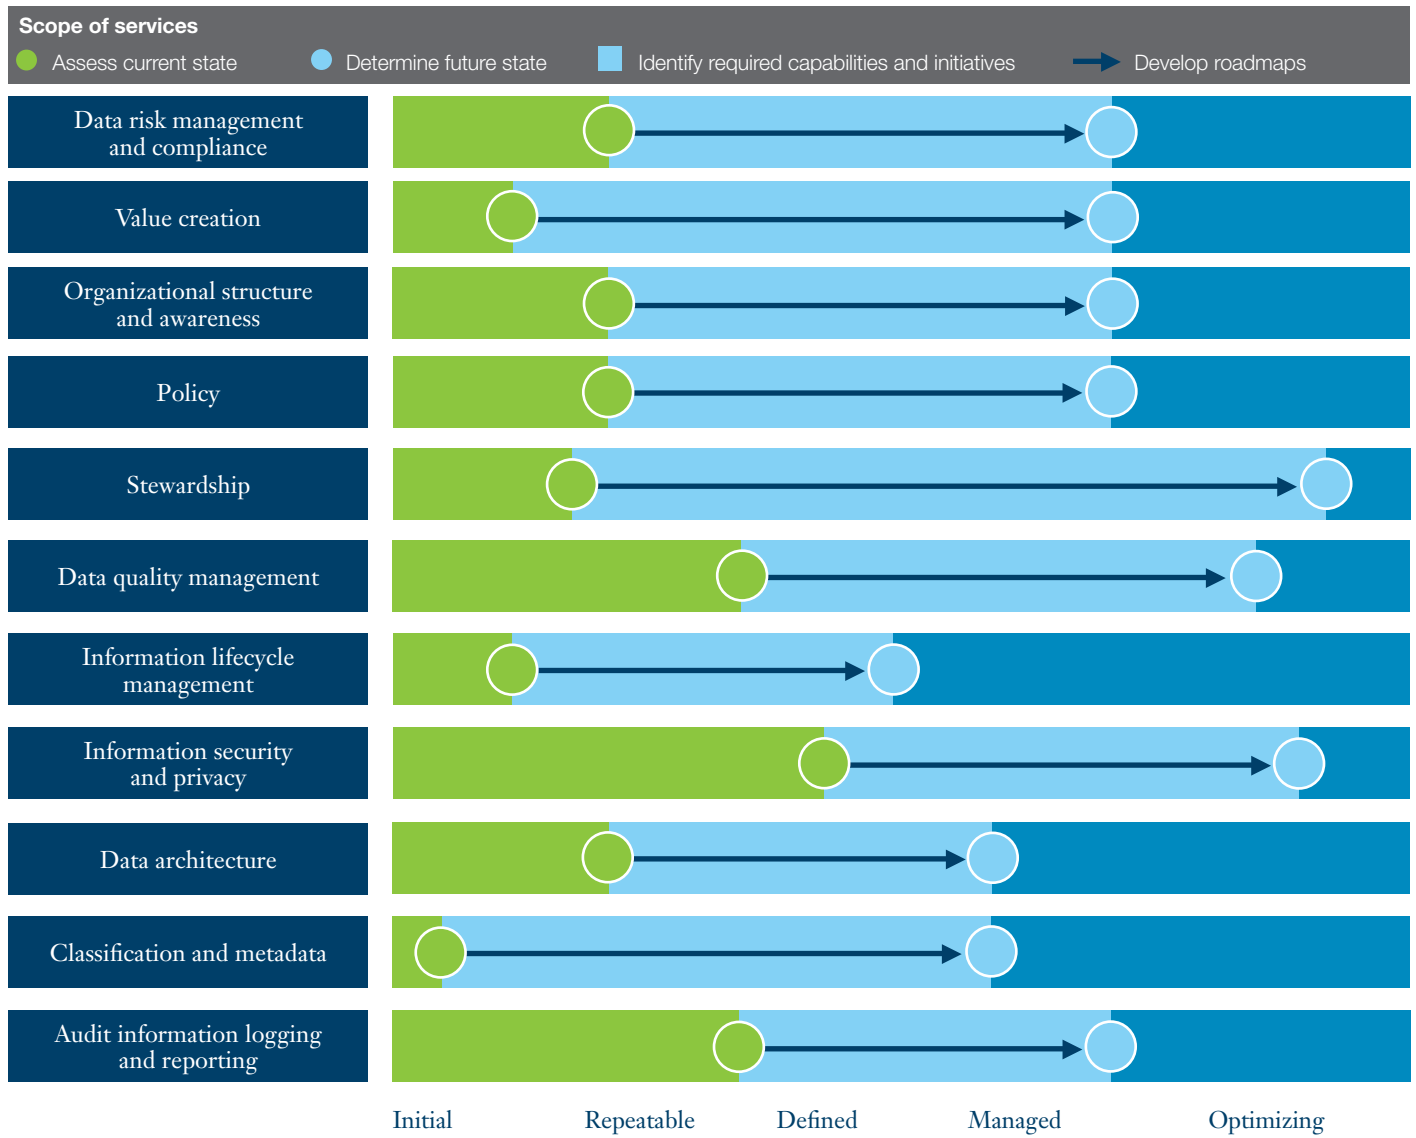 Scope of services
Assess current state
Determine future state
Identify required capabilities and initiatives
Develop roadmaps
Data risk management
and compliance
Value creation
Organizational structure
and awareness
Policy
Stewardship
Data quality management
Information lifecycle
management
Information security
and privacy
Data architecture
Classification and metadata
Audit information logging
and reporting
Initial
Repeatable
Defined
Managed
Optimizing